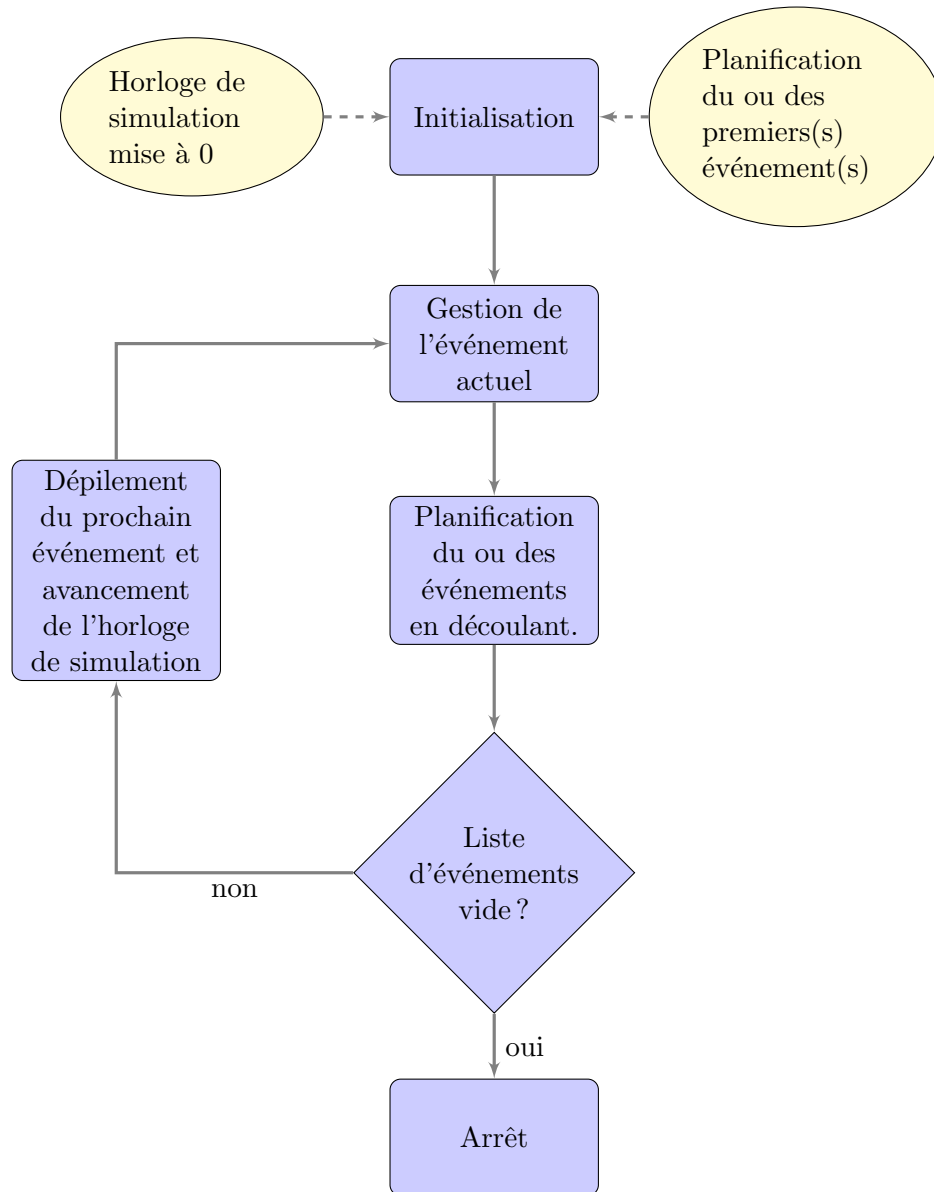 Horloge de
simulation
mise à 0
Initialisation
Planification
du ou des
premiers(s)
événement(s)
Gestion de
l'événement
actuel
Dépilement
du prochain
événement et
avancement
de l'horloge
de simulation
Planification
du ou des
événements
en découlant.
Liste
d'événements
vide ?
non
oui
Arrêt